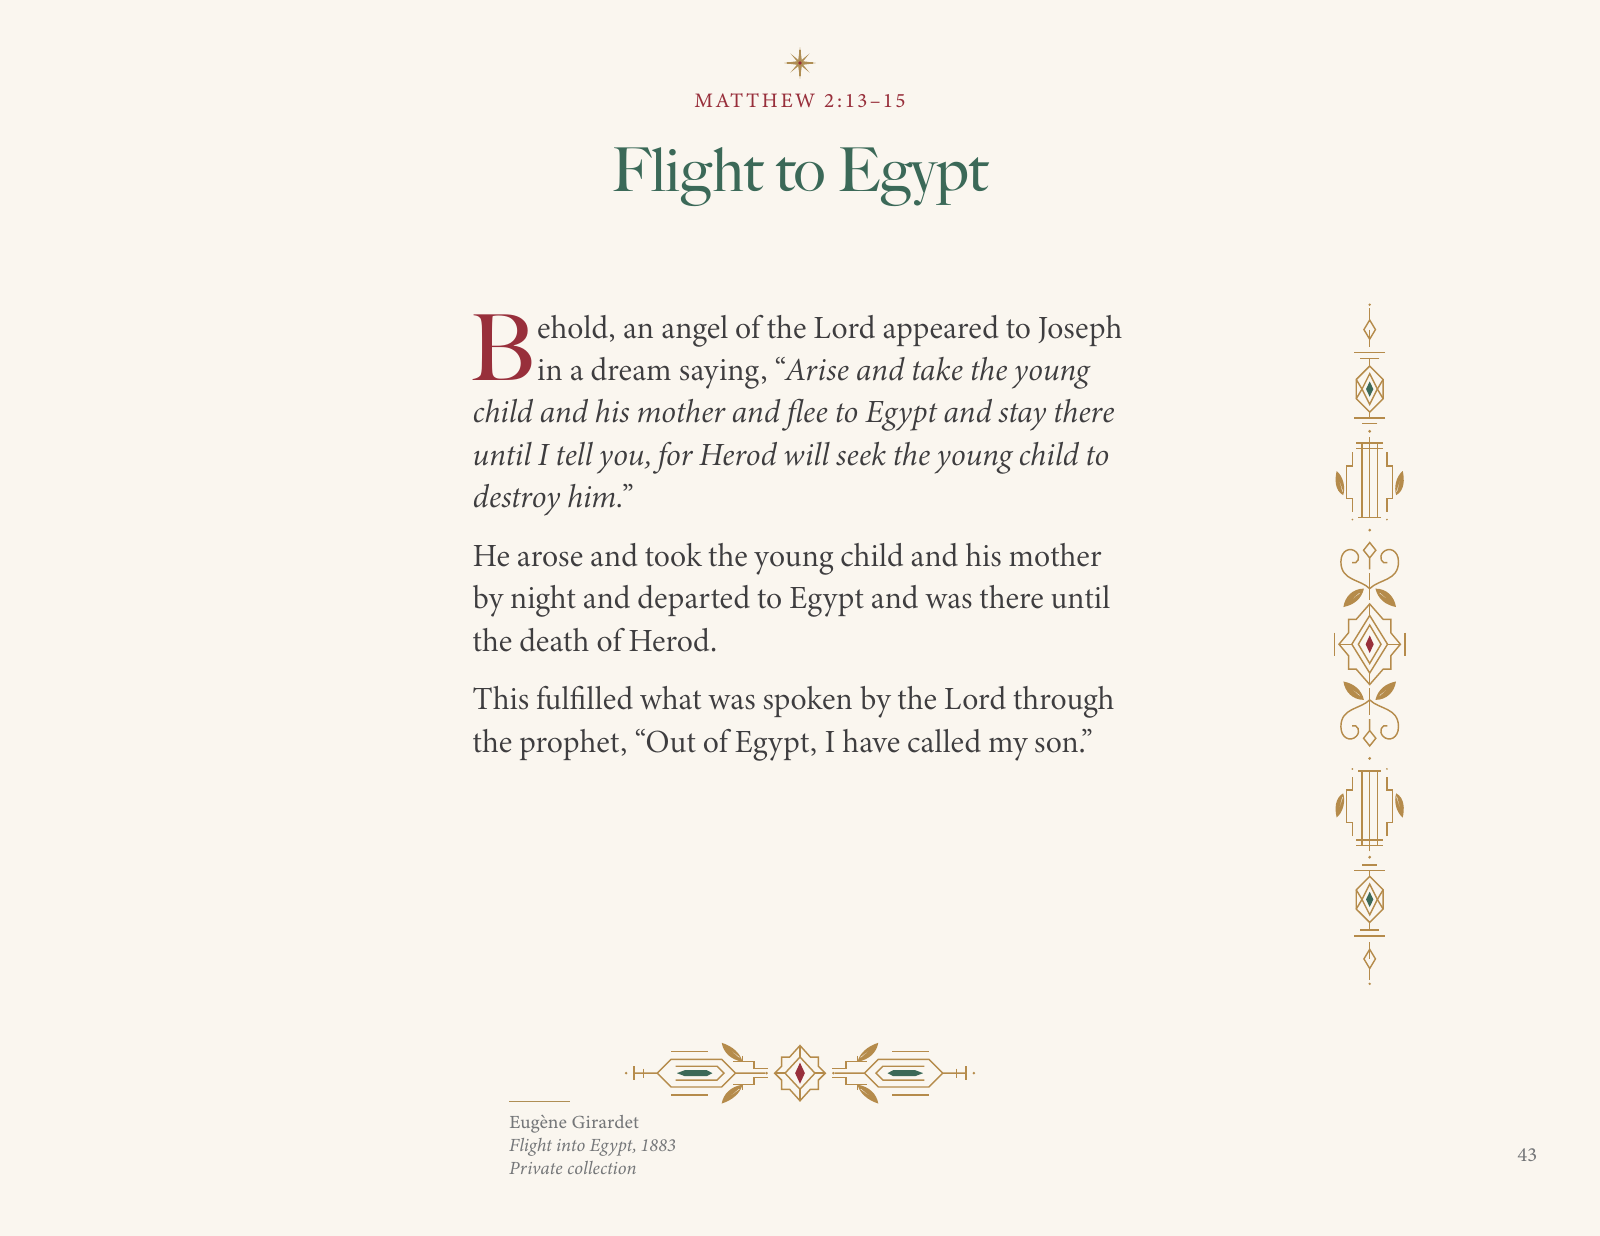 MATTHEW 2:13–15
Flight to Egypt
Behold, an angel of the Lord appeared to Joseph
in a dream saying, “Arise and take the young
child and his mother and flee to Egypt and stay there
until I tell you, for Herod will seek the young child to
destroy him.”
He arose and took the young child and his mother
by night and departed to Egypt and was there until
the death of Herod.
This fulfilled what was spoken by the Lord through
the prophet, “Out of Egypt, I have called my son.”
Eugène Girardet
Flight into Egypt, 1883
Private collection
43